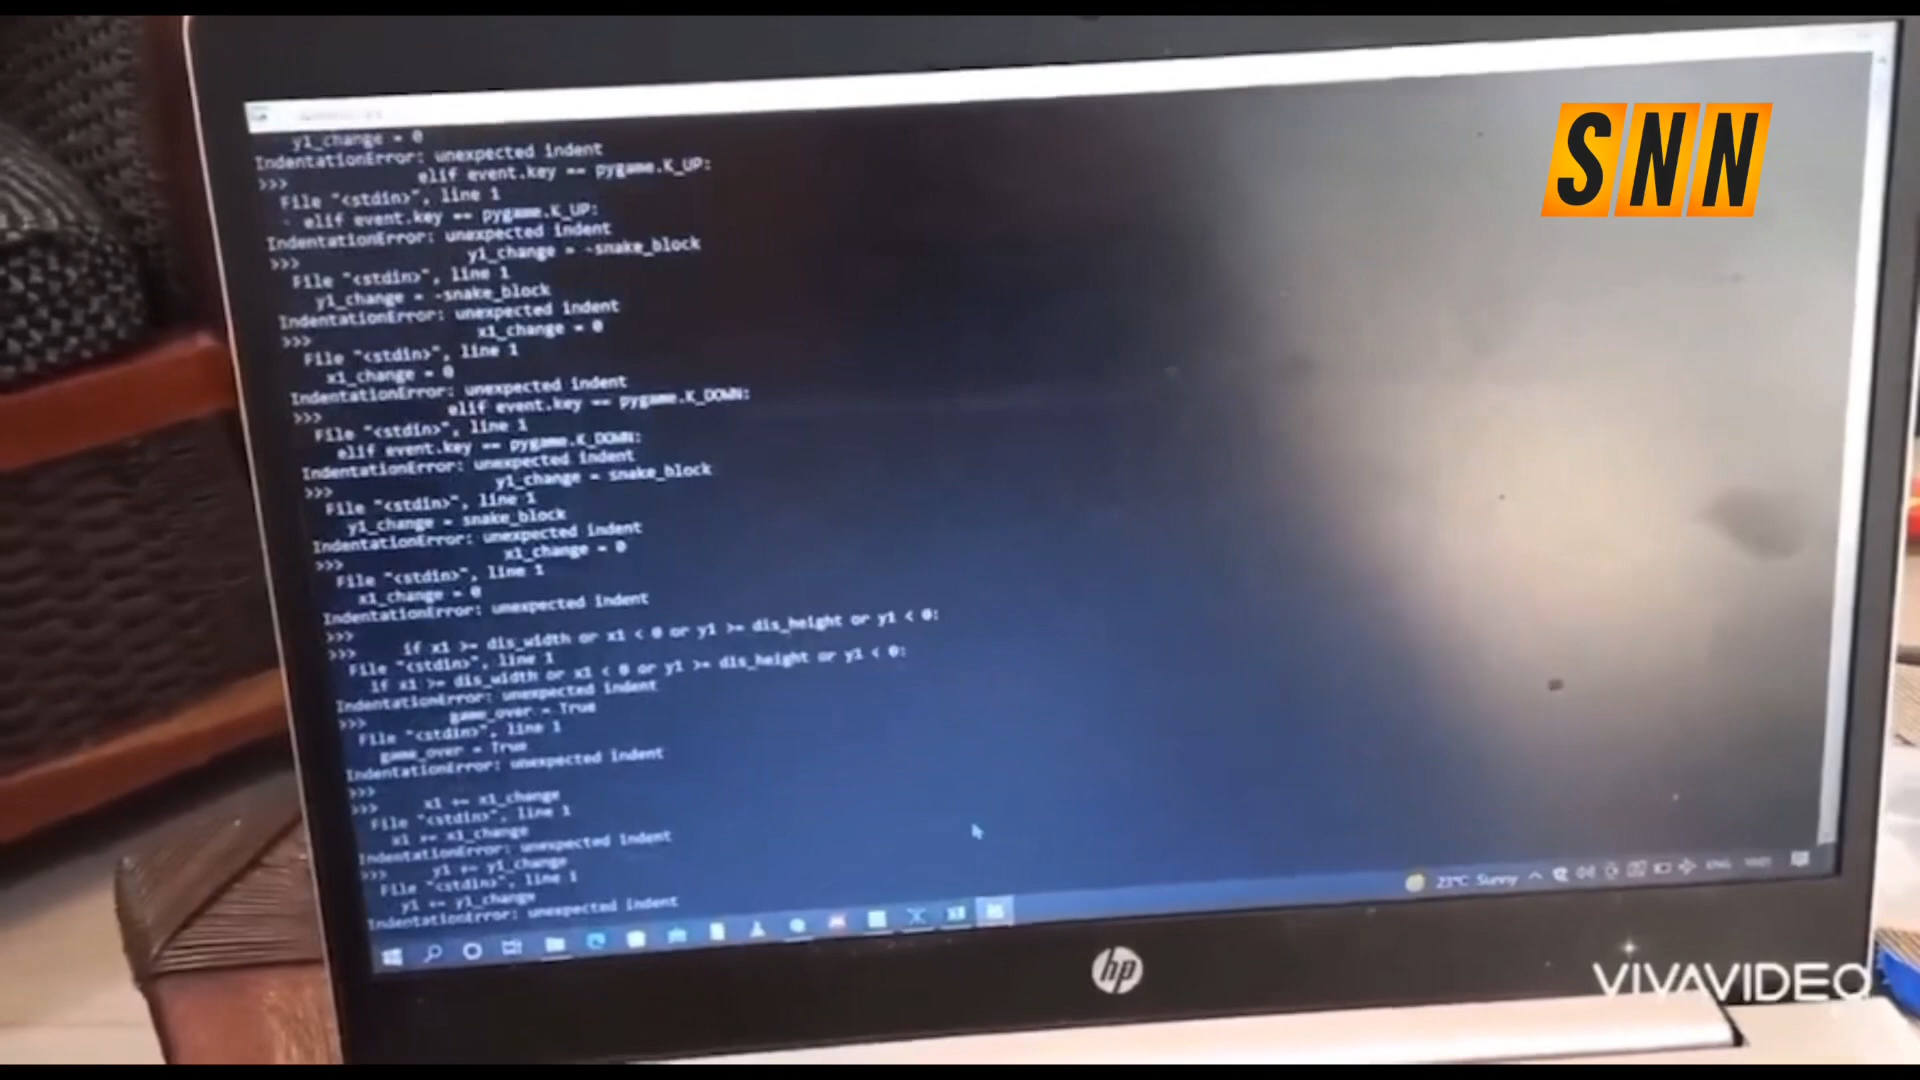 y1_change = 0
IndentationError: unexpected indent
>>> elif event.key == pygame.K_UP:
File "<stdin>", line 1
elif event.key == pygame.K_UP:
IndentationError: unexpected indent
>>> y1_change = -snake_block
File "<stdin>", line 1
y1_change = -snake_block
IndentationError: unexpected indent
>>> x1_change = 0
File "<stdin>", line 1
x1_change = 0
IndentationError: unexpected indent
>>> elif event.key == pygame.K_DOWN:
File "<stdin>", line 1
elif event.key == pygame.K_DOWN:
IndentationError: unexpected indent
>>> y1_change = snake_block
File "<stdin>", line 1
y1_change = snake_block
IndentationError: unexpected indent
>>> x1_change = 0
File "<stdin>", line 1
x1_change = 0
IndentationError: unexpected indent
>>>
>>> if x1 >= dis_width or x1 < 0 or y1 >= dis_height or y1 < 0:
File "<stdin>", line 1
if x1 >= dis_width or x1 < 0 or y1 >= dis_height or y1 < 0:
IndentationError: unexpected indent
>>> game_over = True
File "<stdin>", line 1
game_over = True
IndentationError: unexpected indent
>>>
>>> x1 += x1_change
File "<stdin>", line 1
x1 += x1_change
IndentationError: unexpected indent
>>> y1 += y1_change
File "<stdin>", line 1
y1 += y1_change
IndentationError: unexpected indent
SNN
23°C Sunny
ENG
hp
VIVAVIDEO